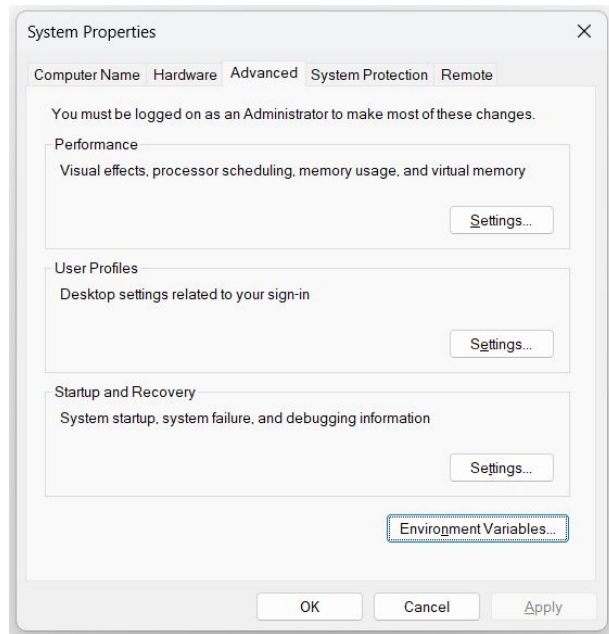 System Properties
Computer Name Hardware Advanced System Protection Remote
You must be logged on as an Administrator to make most of these changes.
Performance
Visual effects, processor scheduling, memory usage, and virtual memory
Settings...
User Profiles
Desktop settings related to your sign-in
Settings...
Startup and Recovery
System startup, system failure, and debugging information
Settings...
Environment Variables...
OK Cancel Apply